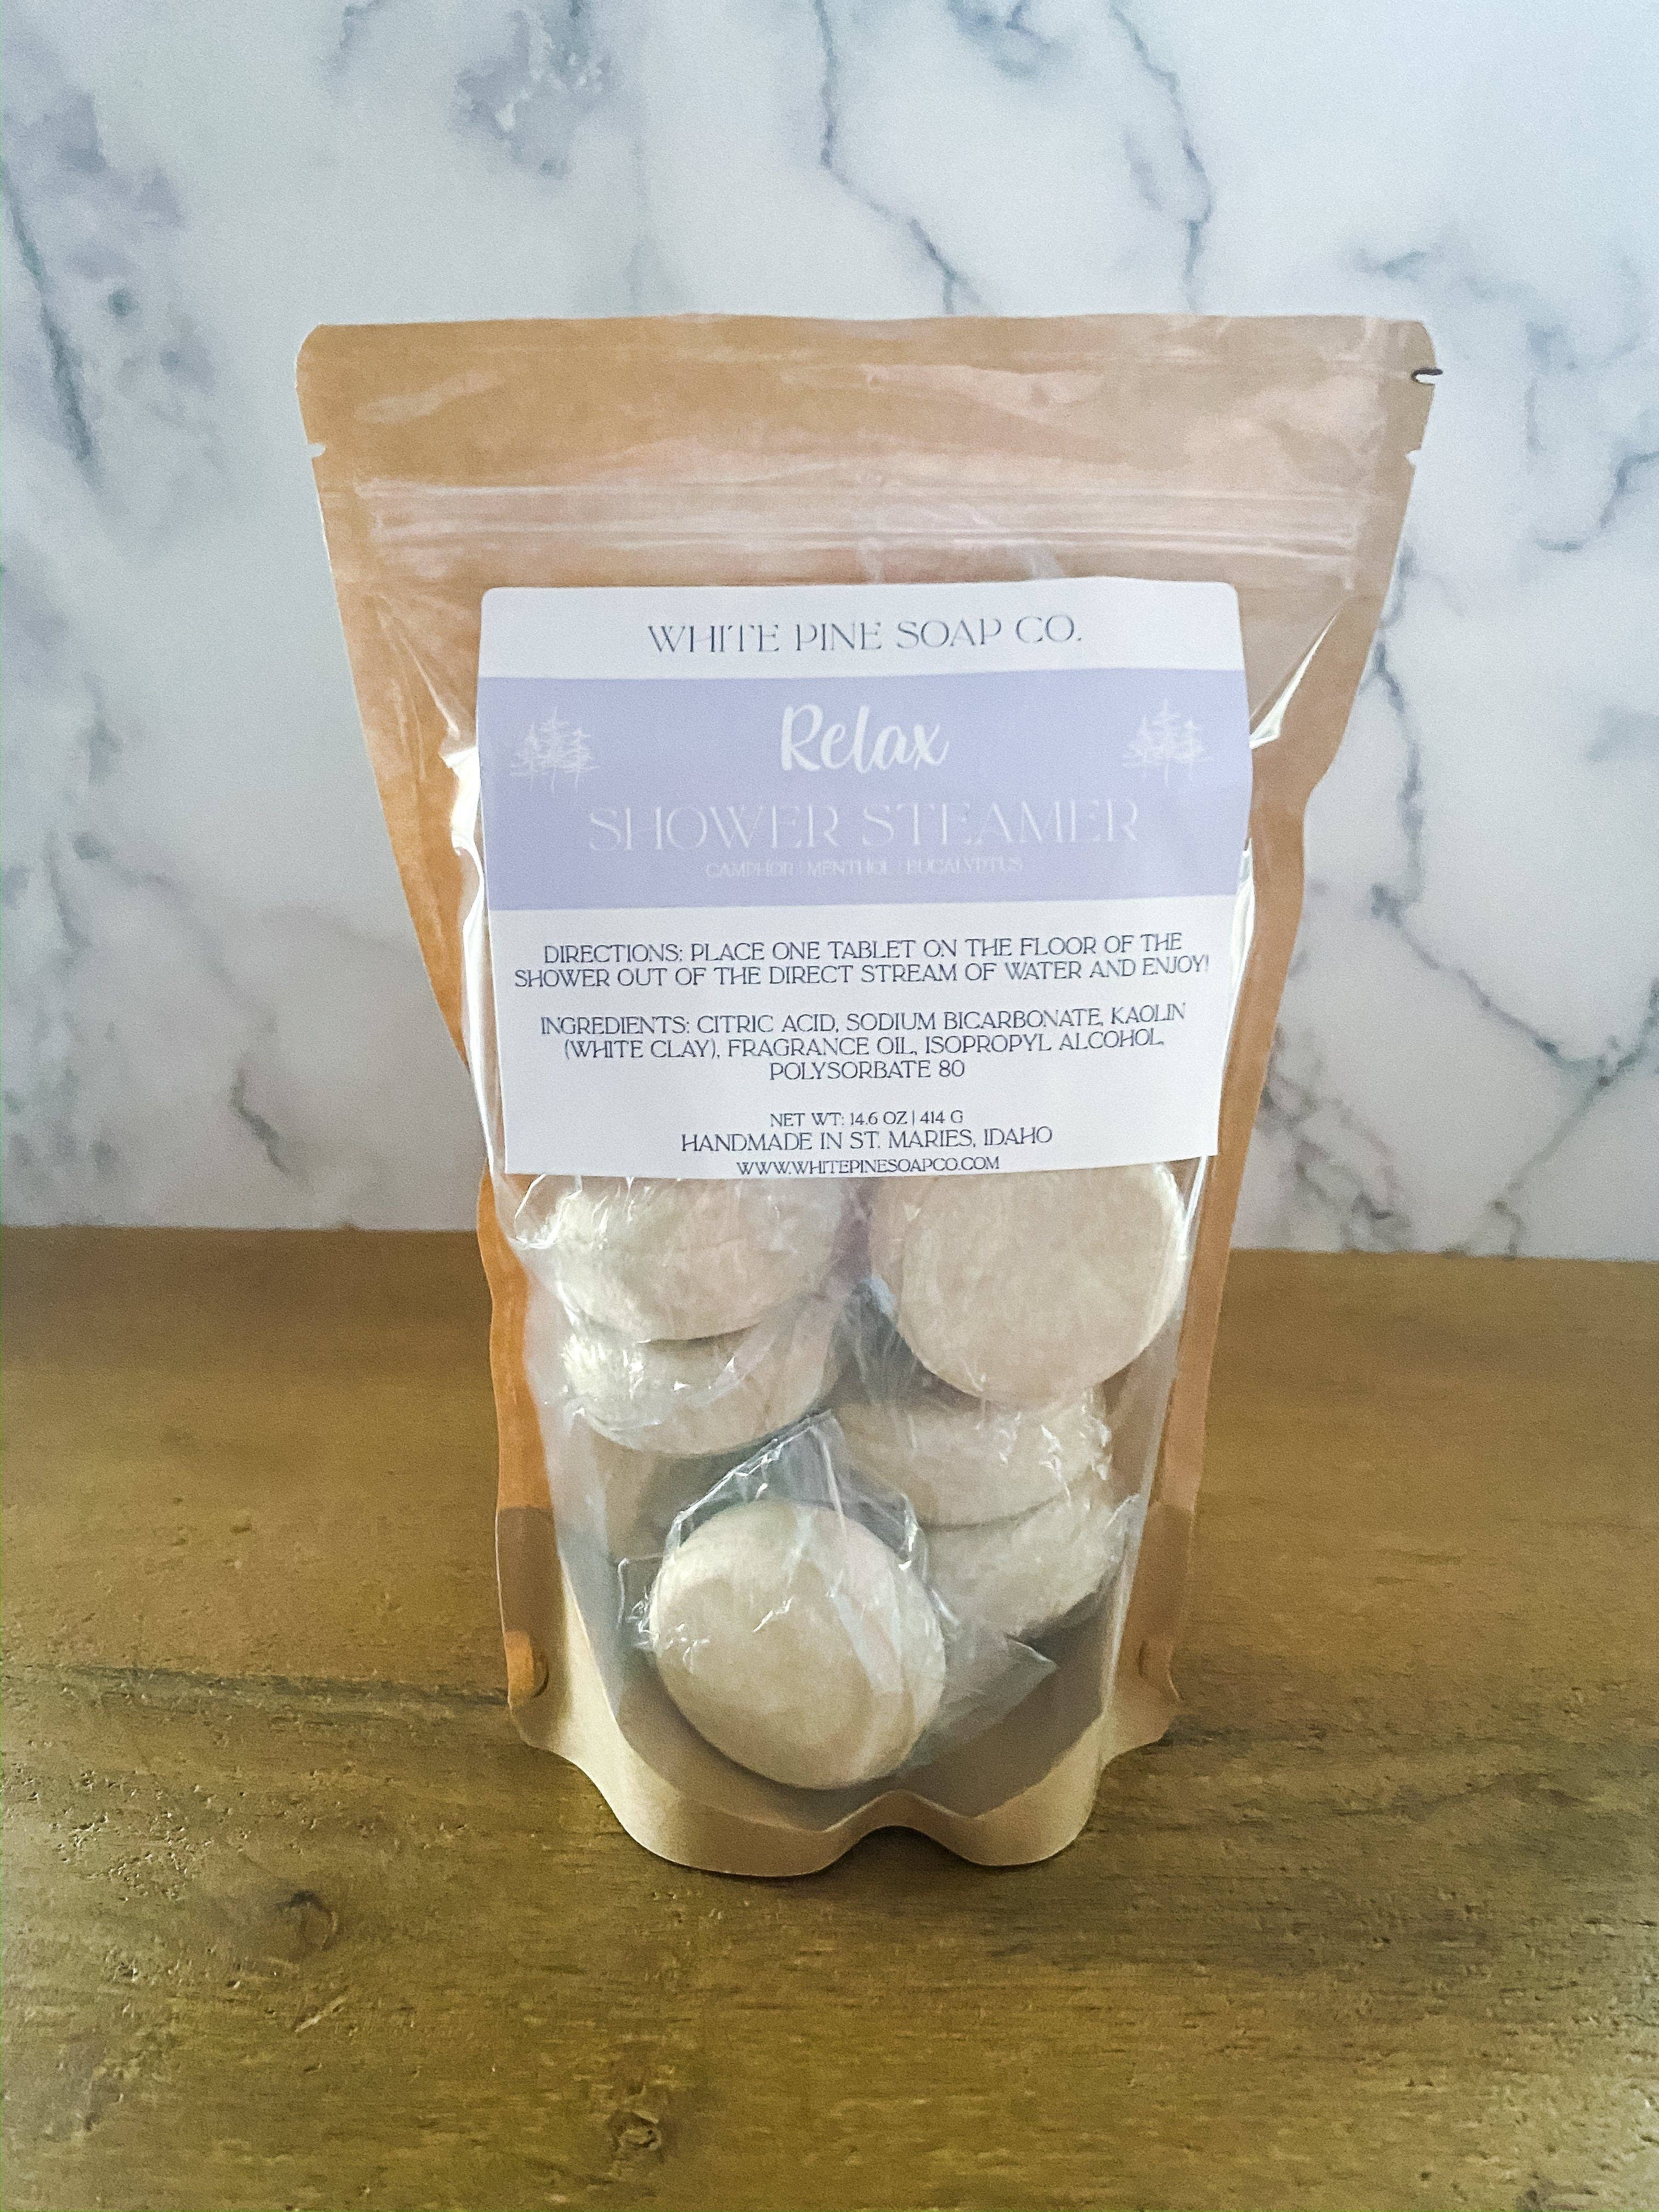 WHITE PINE SOAP CO.
Relax
SHOWER STEAMER
CAMPHOR | MENTHOL | EUCALYPTUS
DIRECTIONS: PLACE ONE TABLET ON THE FLOOR OF THE
SHOWER OUT OF THE DIRECT STREAM OF WATER AND ENJOY!
INGREDIENTS: CITRIC ACID, SODIUM BICARBONATE, KAOLIN
(WHITE CLAY), FRAGRANCE OIL, ISOPROPYL ALCOHOL,
POLYSORBATE 80
NET WT: 14.6 OZ | 414 G
HANDMADE IN ST. MARIES, IDAHO
WWW.WHITEPINESOAPCO.COM